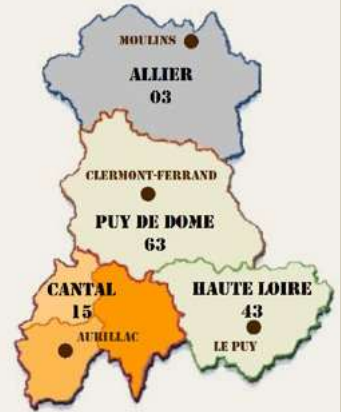 MOULINS
ALLIER
03
CLERMONT-FERRAND
PUY DE DOME
63
CANTAL
15
AURILLAC
HAUTE LOIRE
43
LE PUY